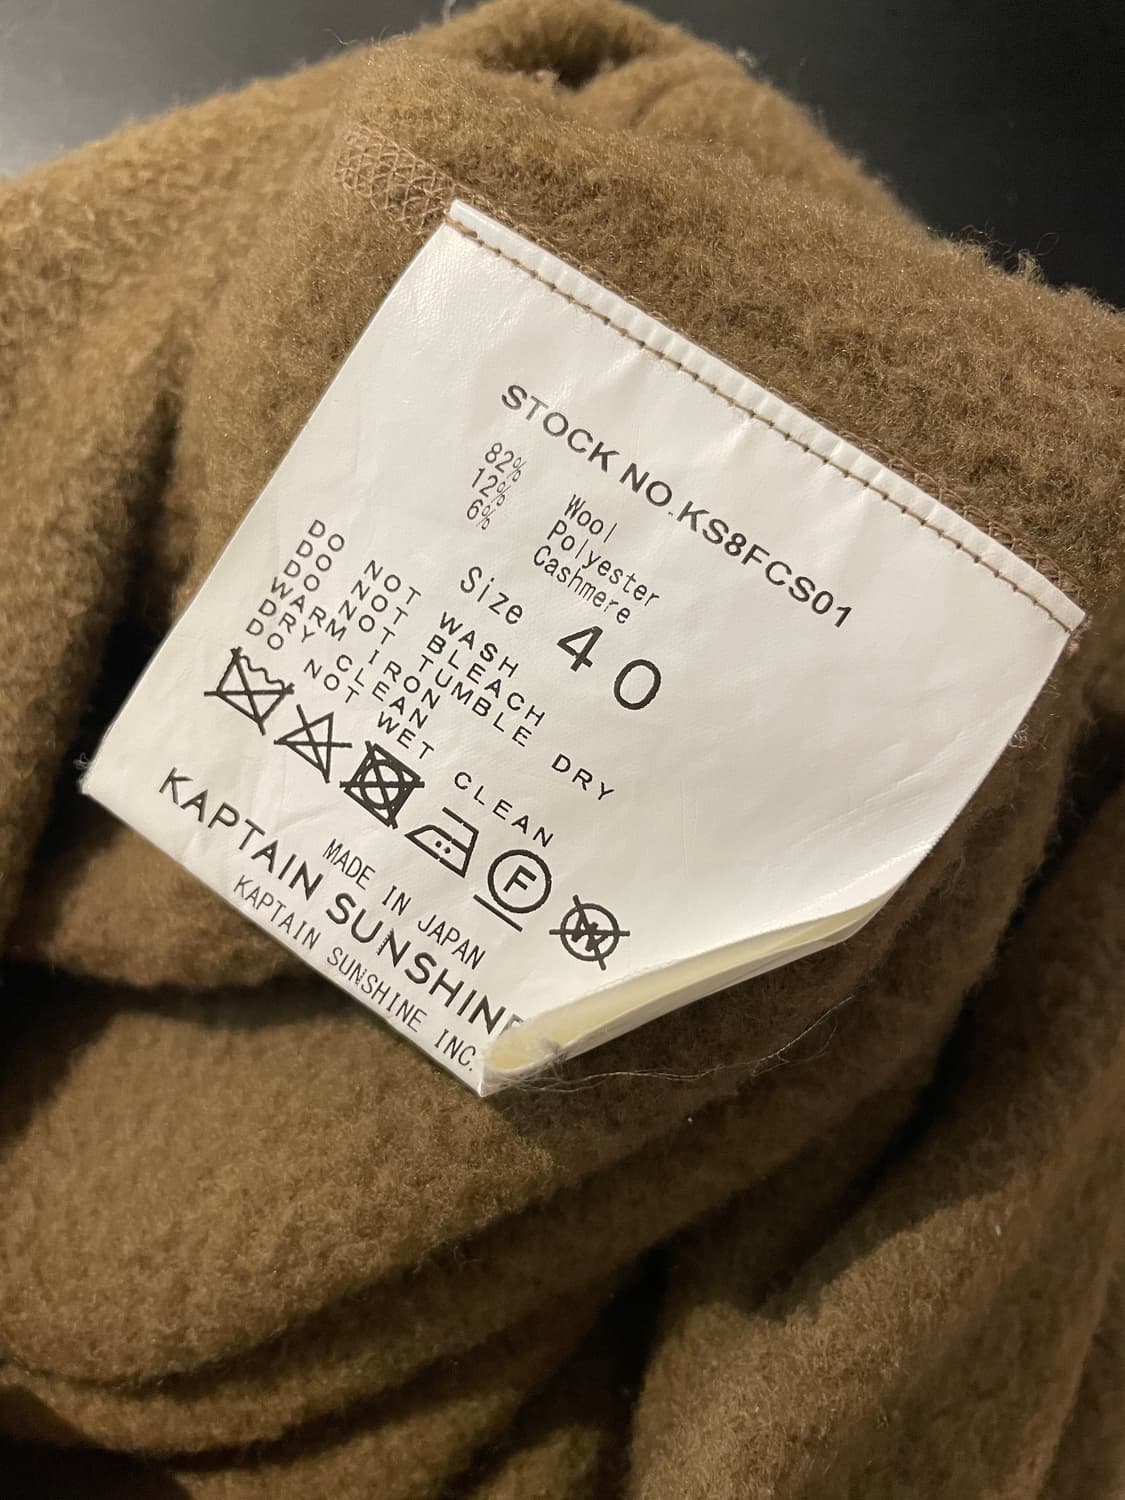 STOCK NO.KS8FCS01
82% Wool
12% Polyester
6% Cashmere
Size 40
DO NOT WASH
DO NOT BLEACH
DO NOT TUMBLE DRY
WARM IRON
DRY CLEAN
DO NOT WET CLEAN
F W
MADE IN JAPAN
KAPTAIN SUNSHINE
KAPTAIN SUNSHINE INC.